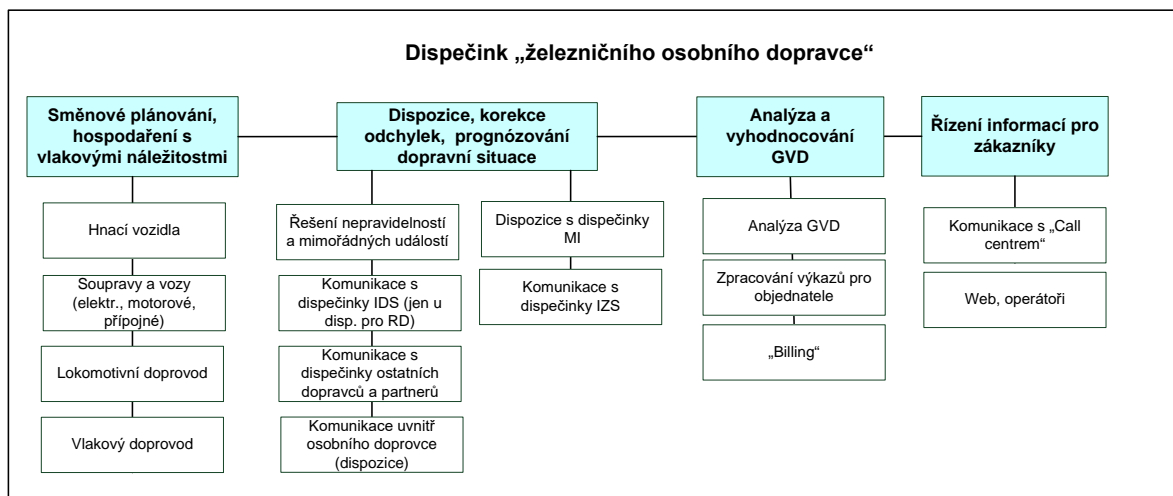 Dispečink „železničního osobního dopravce“
Směnové plánování,
hospodaření s
vlakovými náležitostmi
Hnací vozidla
Soupravy a vozy
(elektr., motorové,
přípojné)
Lokomotivní doprovod
Vlakový doprovod
Dispozice, korekce
odchylek, prognózování
dopravní situace
Řešení nepravidelností
a mimořádných událostí
Komunikace s
dispečinky IDS (jen u
disp. pro RD)
Komunikace s
dispečinky ostatních
dopravců a partnerů
Komunikace uvnitř
osobního doprovce
(dispozice)
Dispozice s dispečinky
MI
Komunikace s
dispečinky IZS
Analýza a
vyhodnocování
GVD
Analýza GVD
Zpracování výkazů pro
objednatele
„Billing“
Řízení informací pro
zákazníky
Komunikace s „Call
centrem“
Web, operátoři